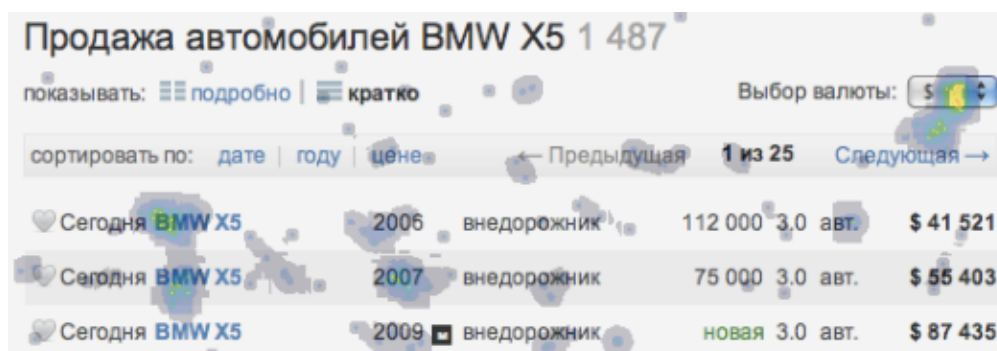 Продажа автомобилей BMW X5 1 487
показывать: подробно | кратко Выбор валюты: $
сортировать по: дате | году | цене ← Предыдущая 1 из 25 Следующая →
Сегодня BMW X5 2006 внедорожник 112 000 3.0 авт. $ 41 521
Сегодня BMW X5 2007 внедорожник 75 000 3.0 авт. $ 55 403
Сегодня BMW X5 2009 внедорожник новая 3.0 авт. $ 87 435